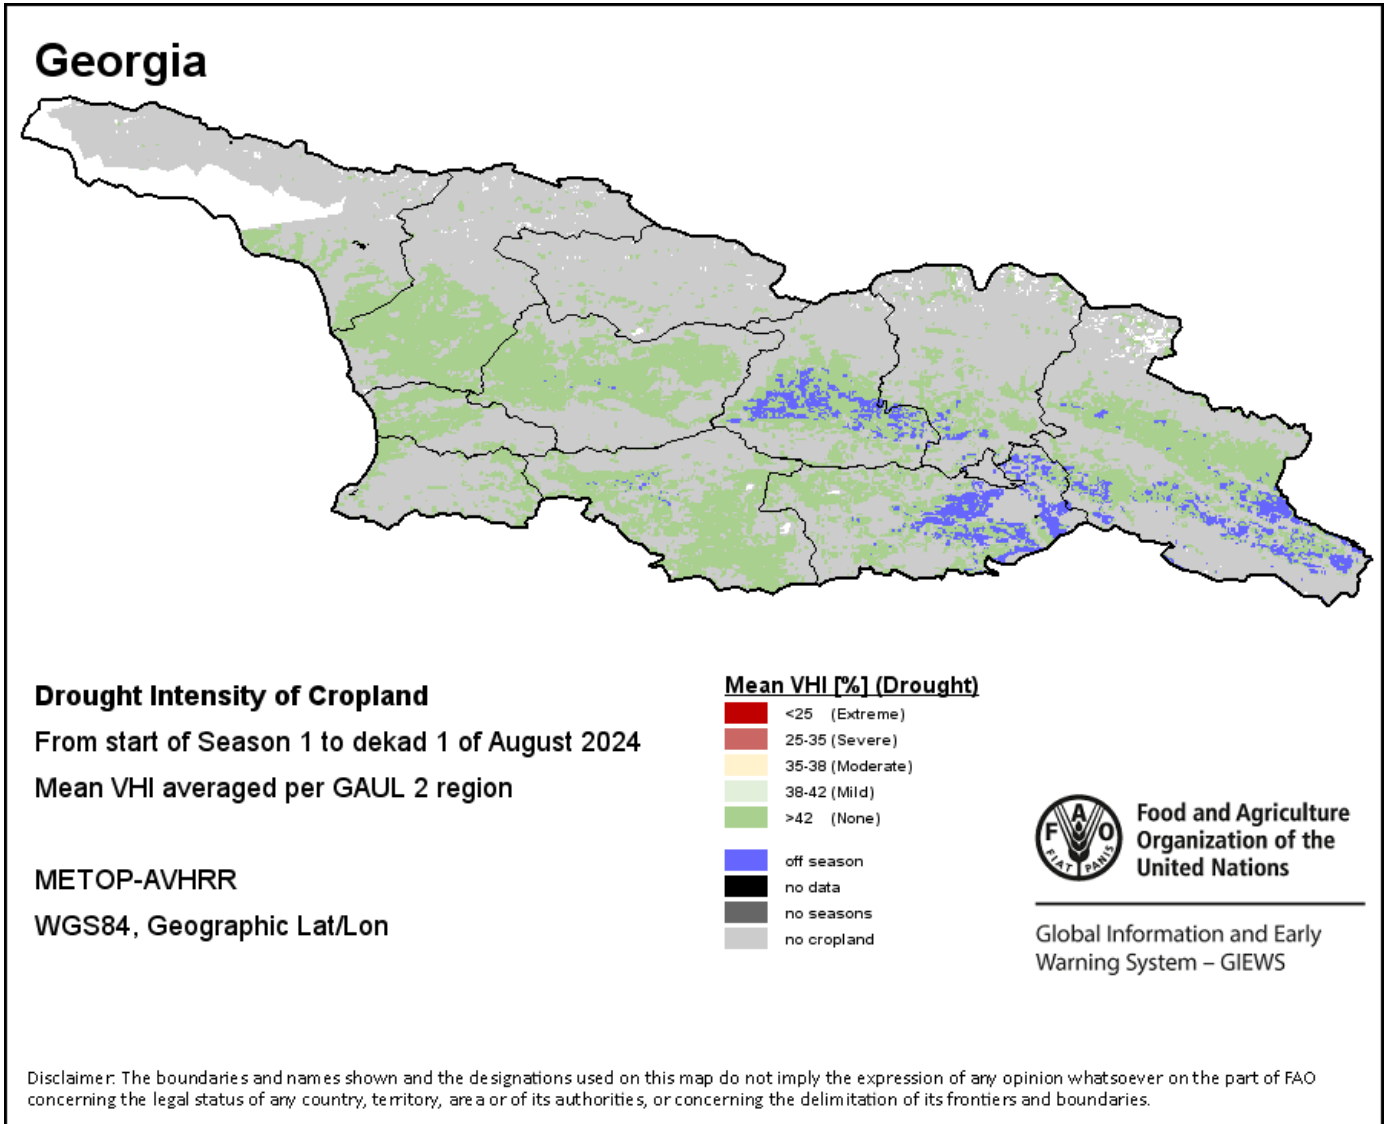 Georgia
Drought Intensity of Cropland
From start of Season 1 to dekad 1 of August 2024
Mean VHI averaged per GAUL 2 region
METOP-AVHRR
WGS84, Geographic Lat/Lon
Mean VHI [%] (Drought)
<25 (Extreme)
25-35 (Severe)
35-38 (Moderate)
38-42 (Mild)
>42 (None)
off season
no data
no seasons
no cropland
F A O
FIAT PANIS
Food and Agriculture
Organization of the
United Nations
Global Information and Early
Warning System – GIEWS
Disclaimer: The boundaries and names shown and the designations used on this map do not imply the expression of any opinion whatsoever on the part of FAO
concerning the legal status of any country, territory, area or of its authorities, or concerning the delimitation of its frontiers and boundaries.